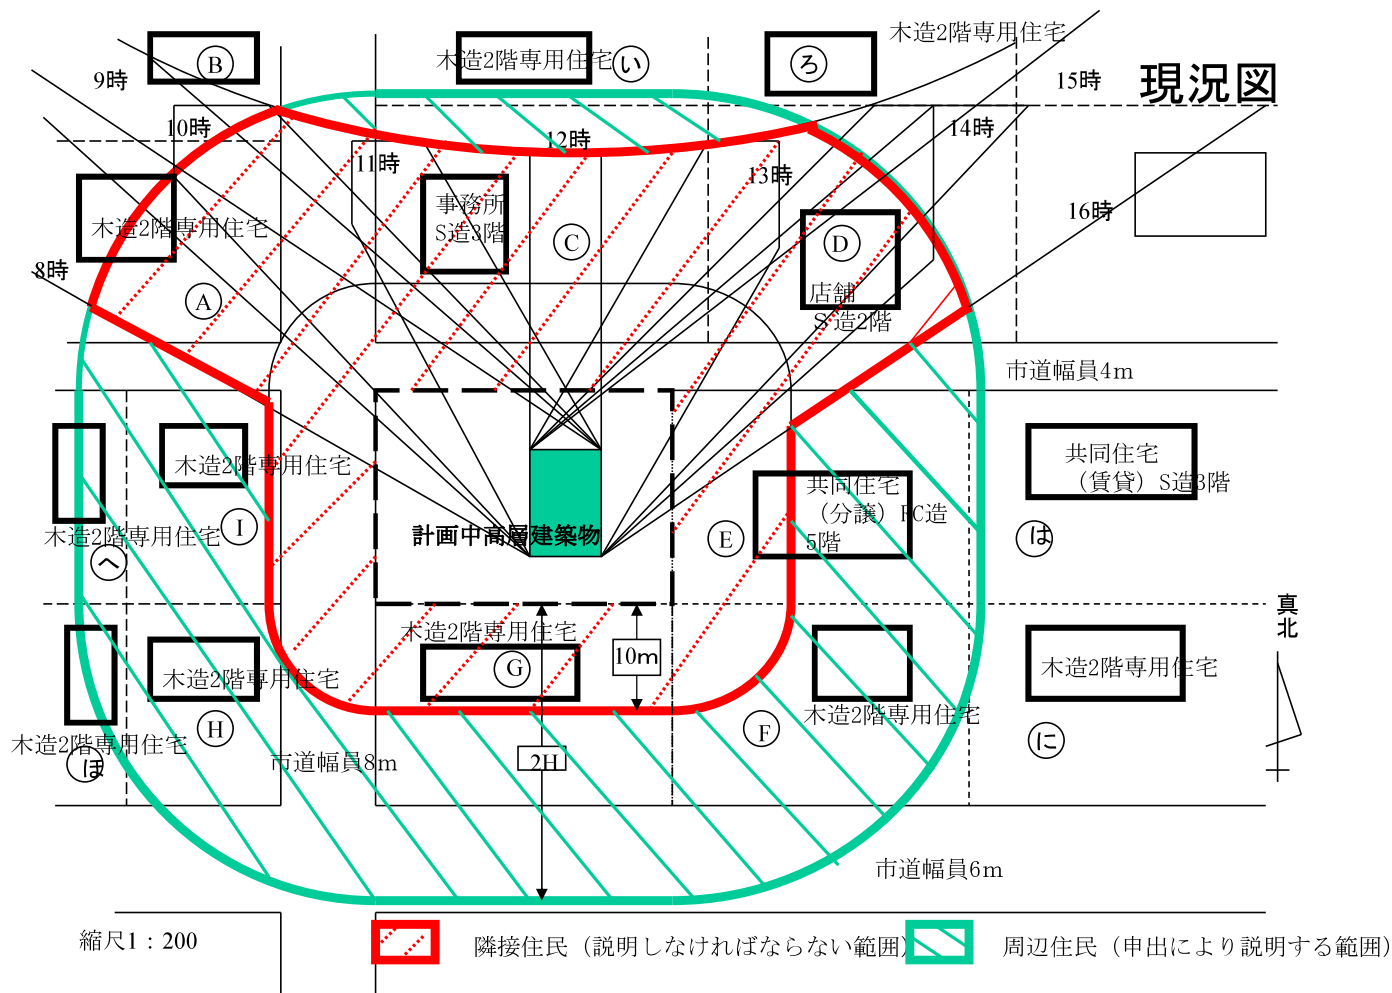 現況図
木造2階専用住宅
B
木造2階専用住宅
い
ろ
9時
15時
10時
11時
12時
13時
14時
16時
8時
木造2階専用住宅
A
事務所
S造3階
C
D
店舗
S造2階
市道幅員4m
木造2階専用住宅
I
計画中高層建築物
E
共同住宅
（分譲）RC造
5階
共同住宅
（賃貸）S造3階
は
木造2階専用住宅
へ
真北
木造2階専用住宅
G
10m
木造2階専用住宅
H
木造2階専用住宅
F
木造2階専用住宅
に
木造2階専用住宅
ほ
市道幅員8m
2H
市道幅員6m
縮尺1：200
隣接住民（説明しなければならない範囲）
周辺住民（申出により説明する範囲）